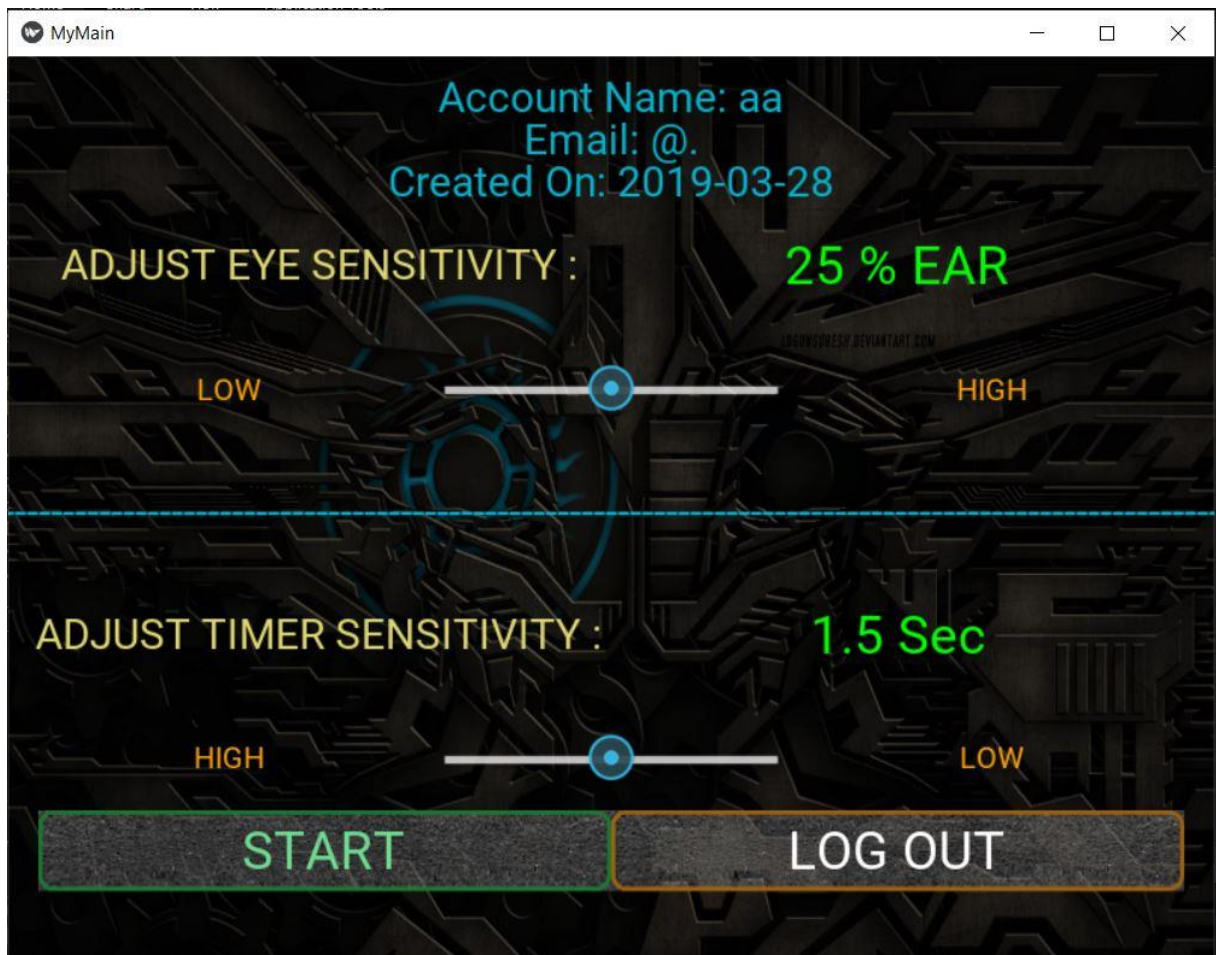 MyMain
Account Name: aa
Email: @.
Created On: 2019-03-28
ADJUST EYE SENSITIVITY : 25 % EAR
LOW HIGH
ADJUST TIMER SENSITIVITY : 1.5 Sec
HIGH LOW
START LOG OUT